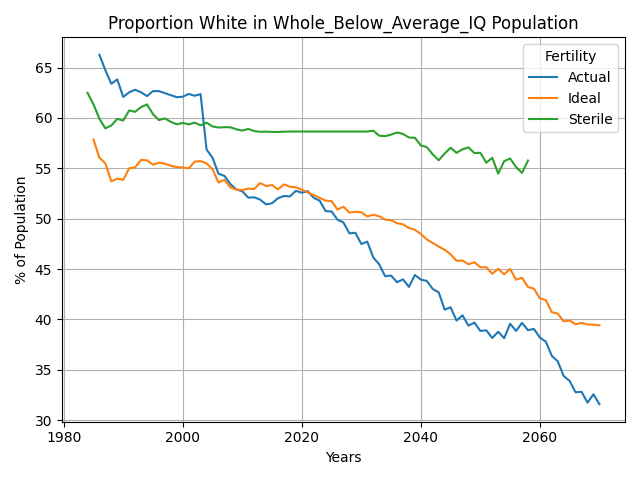 Proportion White in Whole_Below_Average_IQ Population
Fertility
Actual
Ideal
Sterile
% of Population
65
60
55
50
45
40
35
30
1980
2000
2020
2040
2060
Years